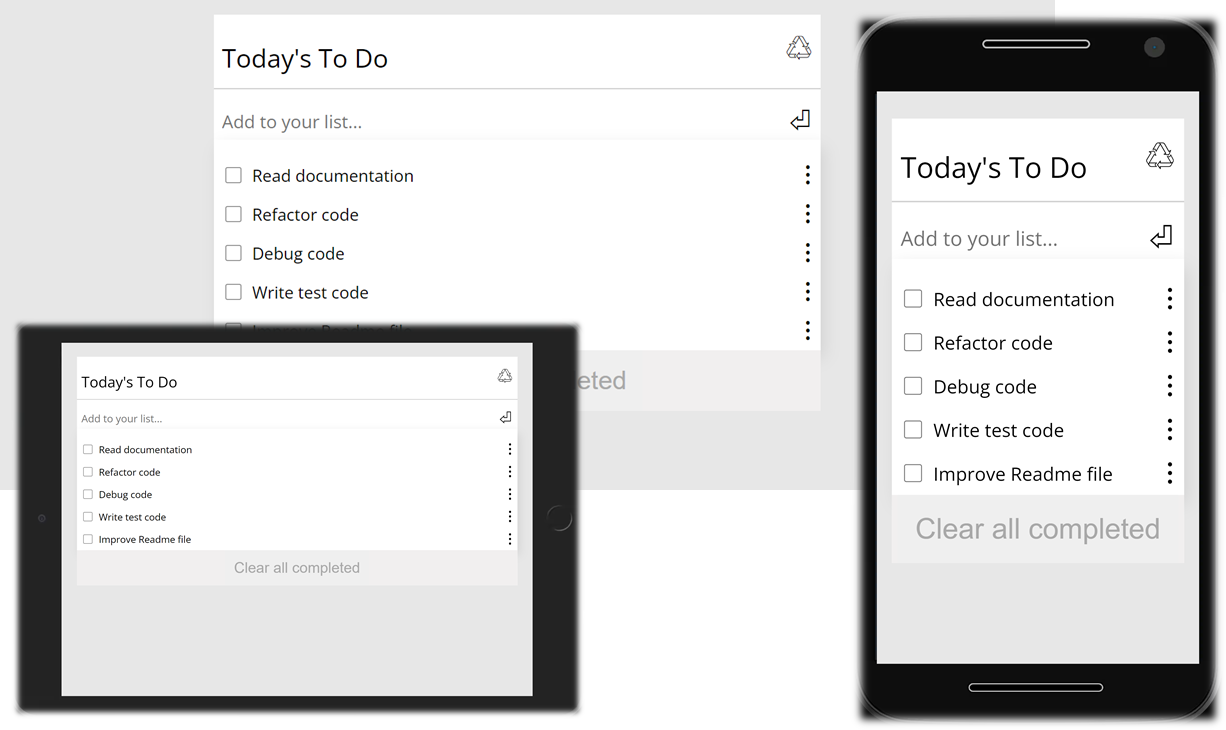 Today's To Do
Add to your list...
Read documentation
Refactor code
Debug code
Write test code
Improve Readme file
eted
Today's To Do
Add to your list...
Read documentation
Refactor code
Debug code
Write test code
Improve Readme file
Clear all completed
Today's To Do
Add to your list...
Read documentation
Refactor code
Debug code
Write test code
Improve Readme file
Clear all completed